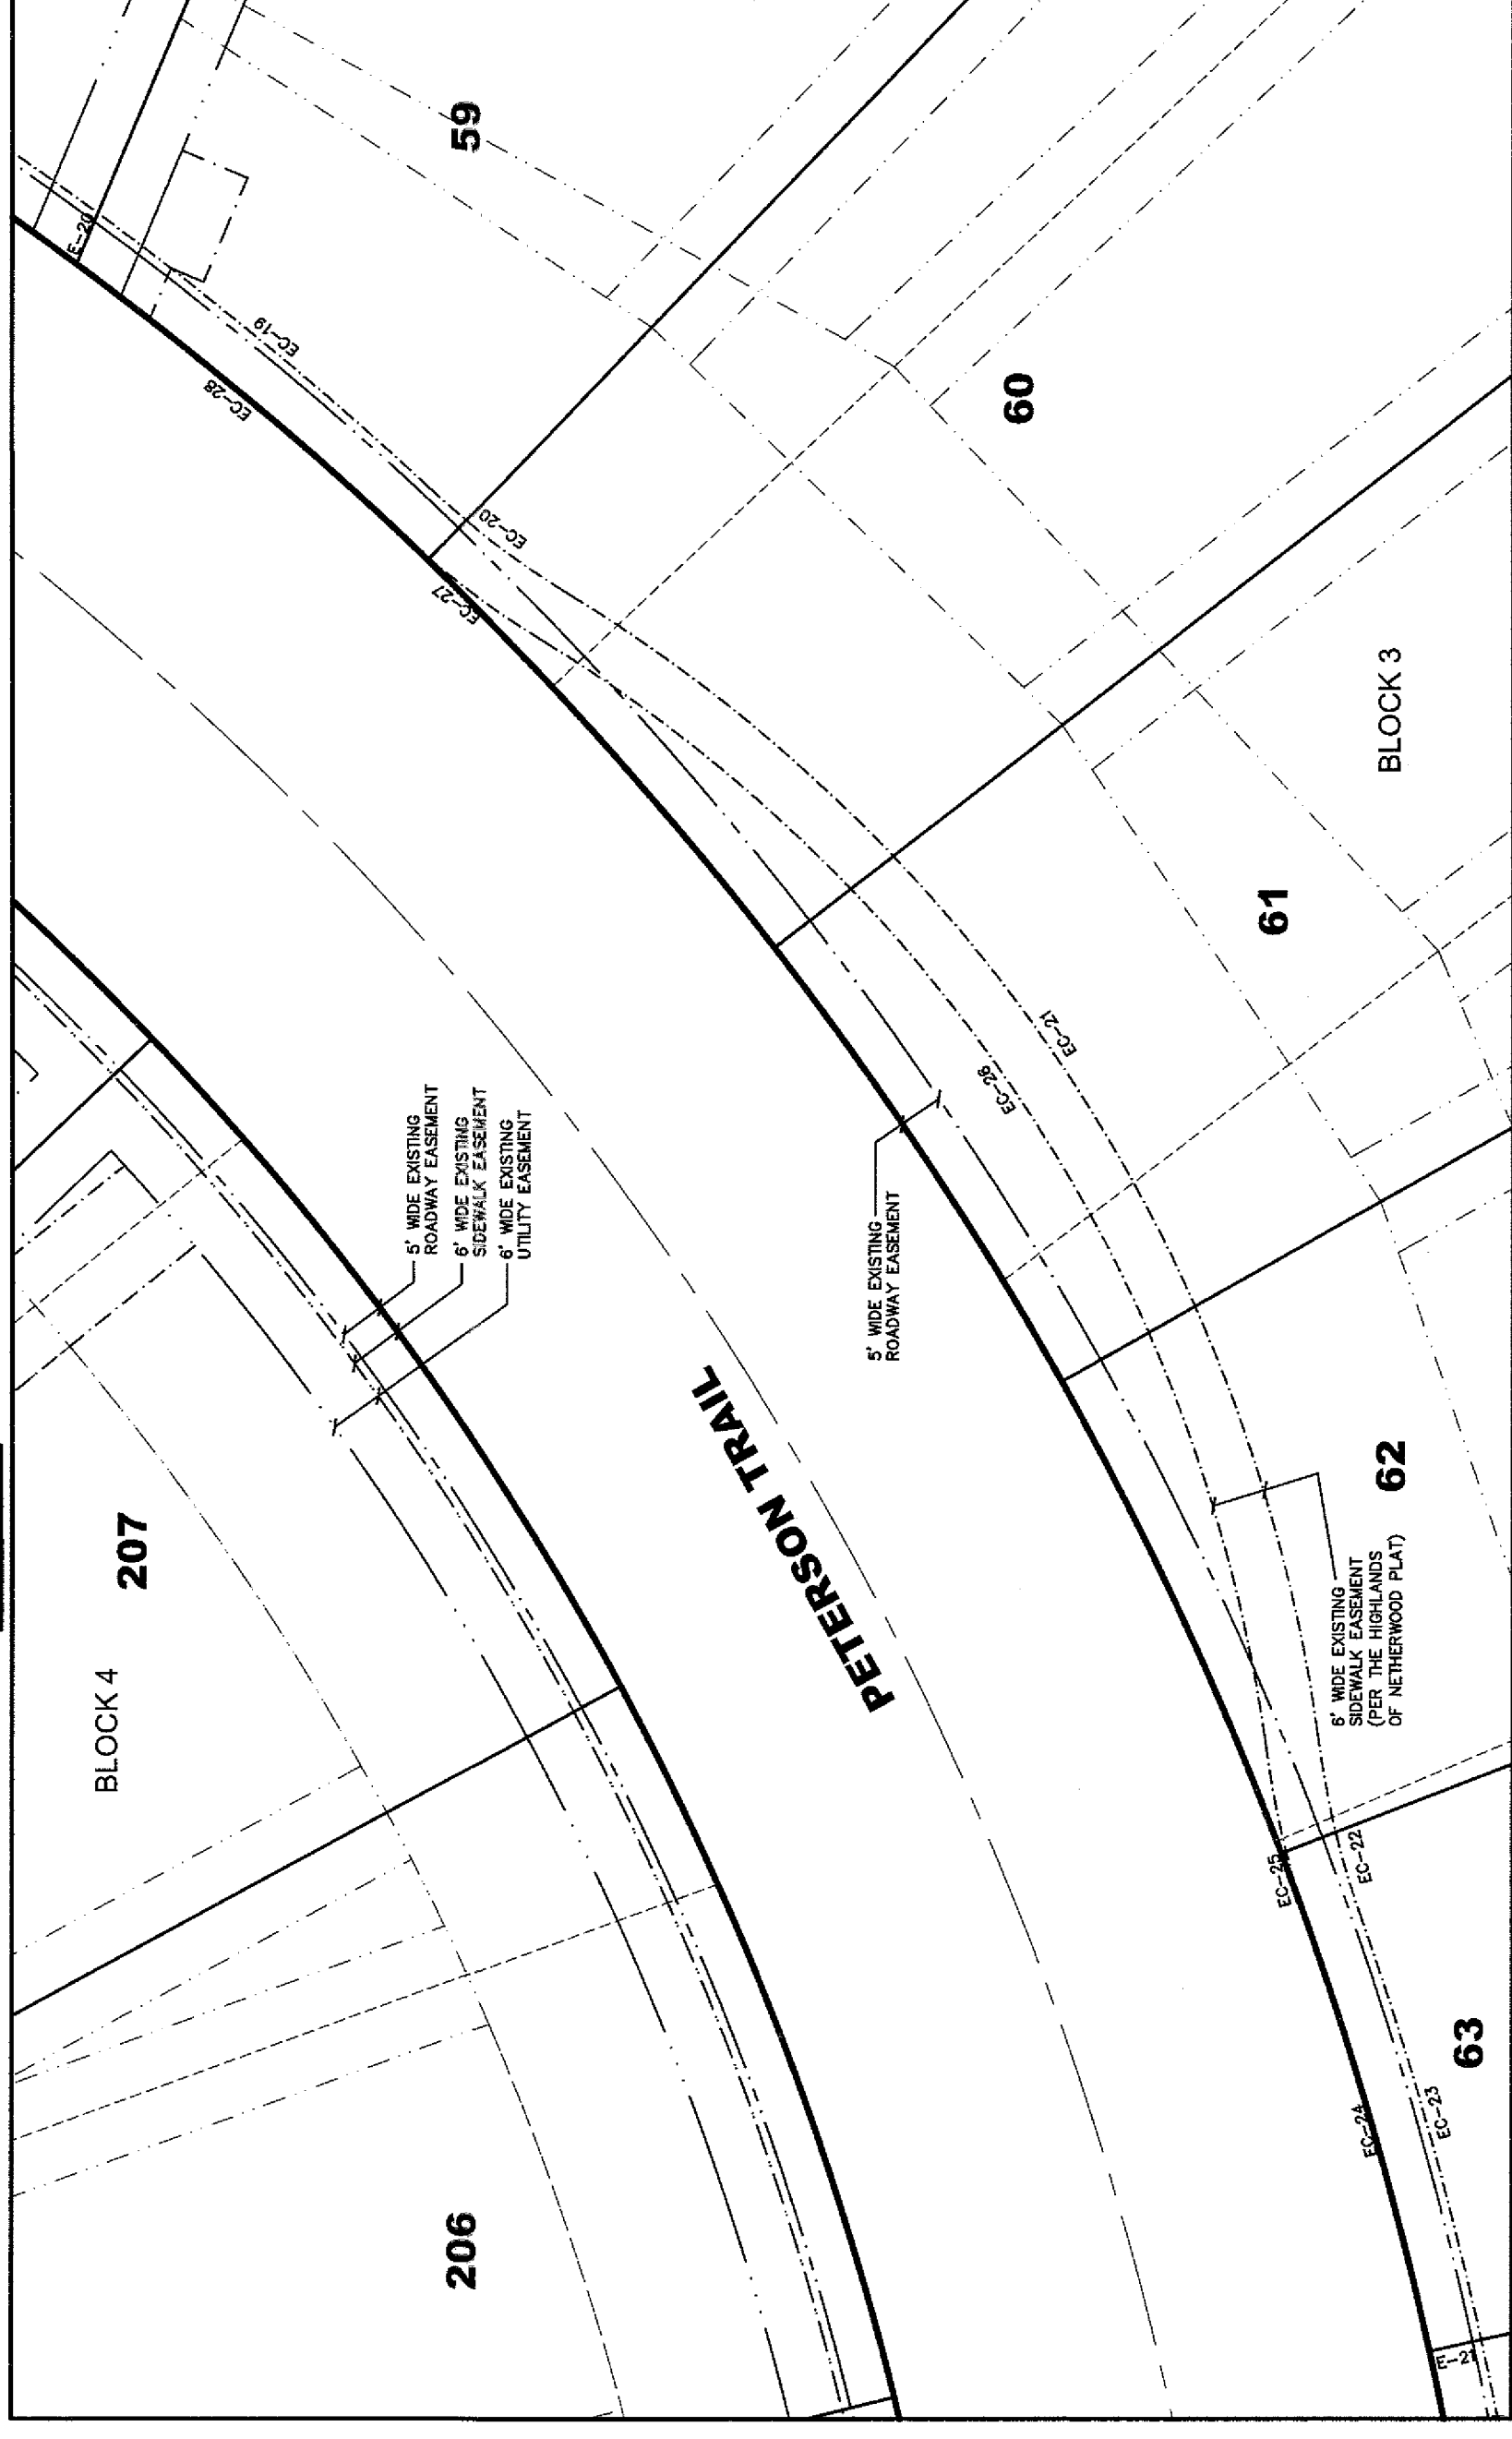 59
E-20
EC-19
EC-28
EC-20
EC-27
60
BLOCK 3
61
EC-21
EC-26
5' WIDE EXISTING
ROADWAY EASEMENT
6' WIDE EXISTING
SIDEWALK EASEMENT
6' WIDE EXISTING
UTILITY EASEMENT
5' WIDE EXISTING
ROADWAY EASEMENT
PETERSON TRAIL
207
BLOCK 4
62
6' WIDE EXISTING
SIDEWALK EASEMENT
(PER THE HIGHLANDS
OF NETHERWOOD PLAT)
EC-25
EC-22
206
63
EC-24
EC-23
E-21